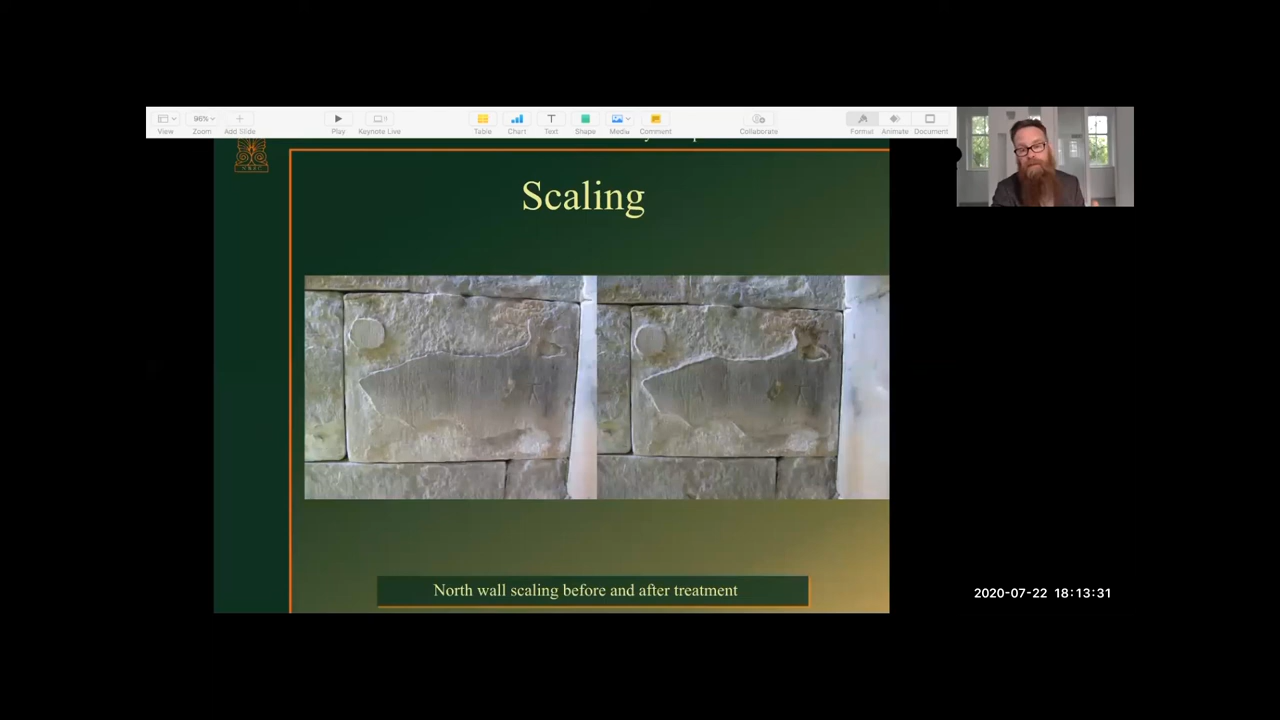 96%
View
Zoom
Add Slide
Play
Keynote Live
Table
Chart
Text
Shape
Media
Comment
Collaborate
Format
Animate
Document
Scaling
North wall scaling before and after treatment
2020-07-22 18:13:31